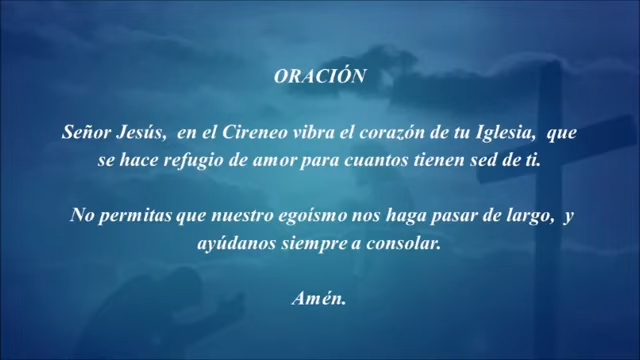 ORACIÓN
Señor Jesús, en el Cireneo vibra el corazón de tu Iglesia, que
se hace refugio de amor para cuantos tienen sed de ti.
No permitas que nuestro egoísmo nos haga pasar de largo, y
ayúdanos siempre a consolar.
Amén.